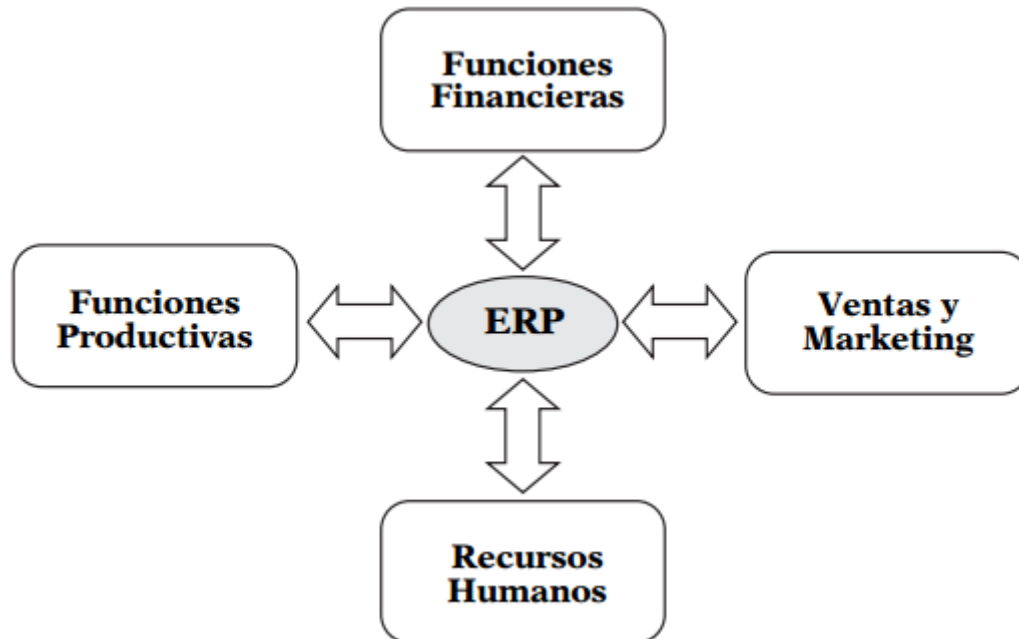 Funciones
Financieras
Funciones
Productivas
ERP
Ventas y
Marketing
Recursos
Humanos